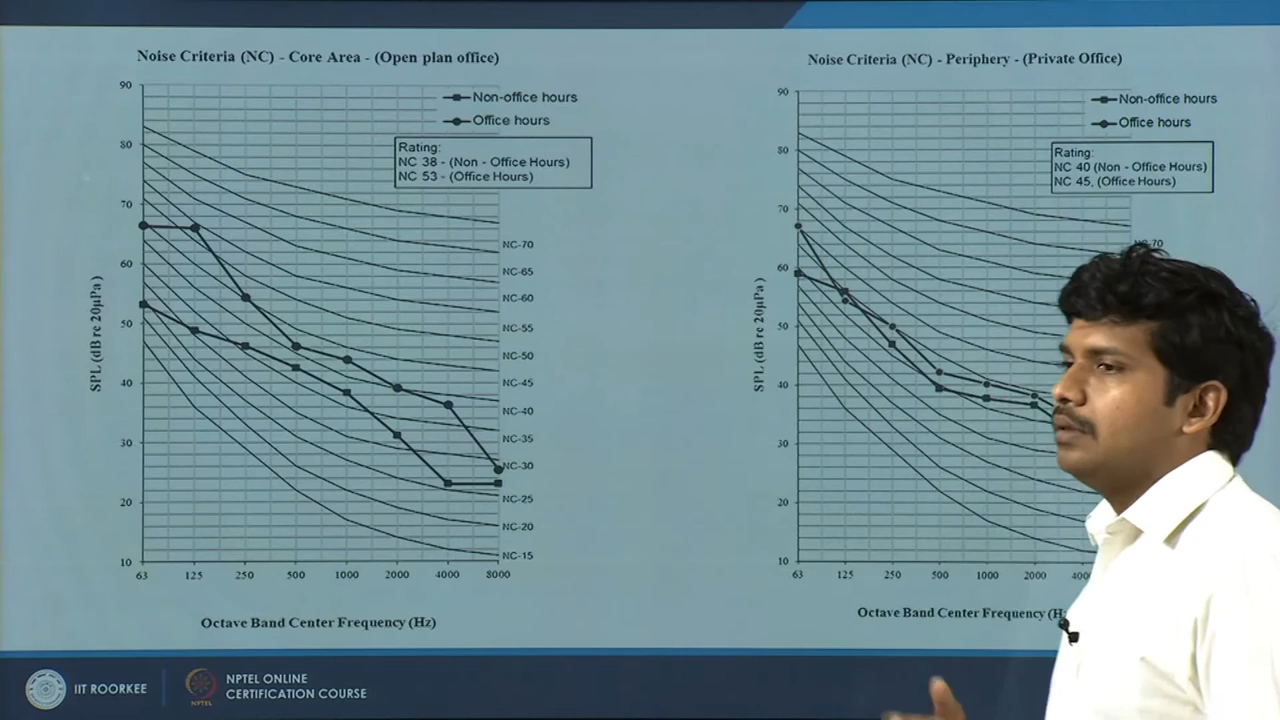 Noise Criteria (NC) - Core Area - (Open plan office)
90
80
70
60
50
40
30
20
10
SPL (dB re 20µPa )
63 125 250 500 1000 2000 4000 8000
Octave Band Center Frequency (Hz)
Non-office hours
Office hours
Rating:
NC 38 - (Non - Office Hours)
NC 53 - (Office Hours)
NC-70
NC-65
NC-60
NC-55
NC-50
NC-45
NC-40
NC-35
NC-30
NC-25
NC-20
NC-15
Noise Criteria (NC) - Periphery - (Private Office)
90
80
70
60
50
40
30
20
10
SPL (dB re 20µPa )
63 125 250 500 1000 2000
Octave Band Center Frequency
Non-office hours
Office hours
Rating:
NC 40 (Non - Office Hours)
NC 45, (Office Hours)
IIT ROORKEE
NPTEL
NPTEL ONLINE
CERTIFICATION COURSE